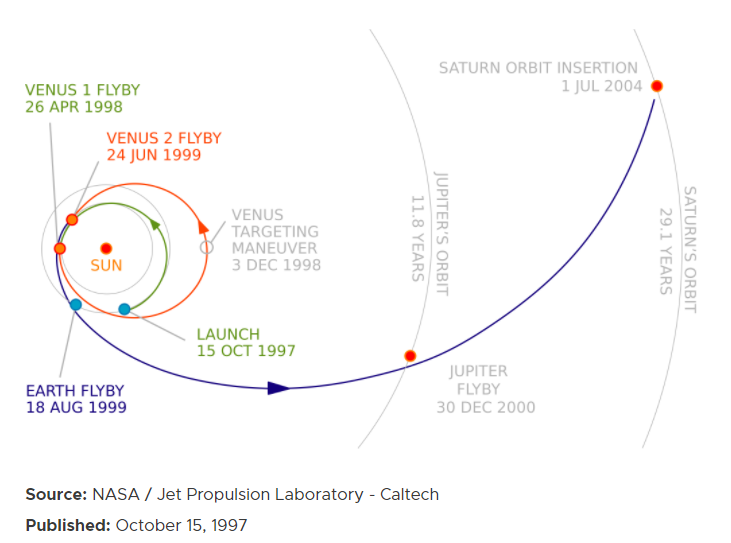 SATURN ORBIT INSERTION
1 JUL 2004
VENUS 1 FLYBY
26 APR 1998
VENUS 2 FLYBY
24 JUN 1999
VENUS
TARGETING
MANEUVER
3 DEC 1998
JUPITER'S ORBIT
11.8 YEARS
SATURN'S ORBIT
29.1 YEARS
SUN
LAUNCH
15 OCT 1997
JUPITER
FLYBY
30 DEC 2000
EARTH FLYBY
18 AUG 1999
Source: NASA / Jet Propulsion Laboratory - Caltech
Published: October 15, 1997